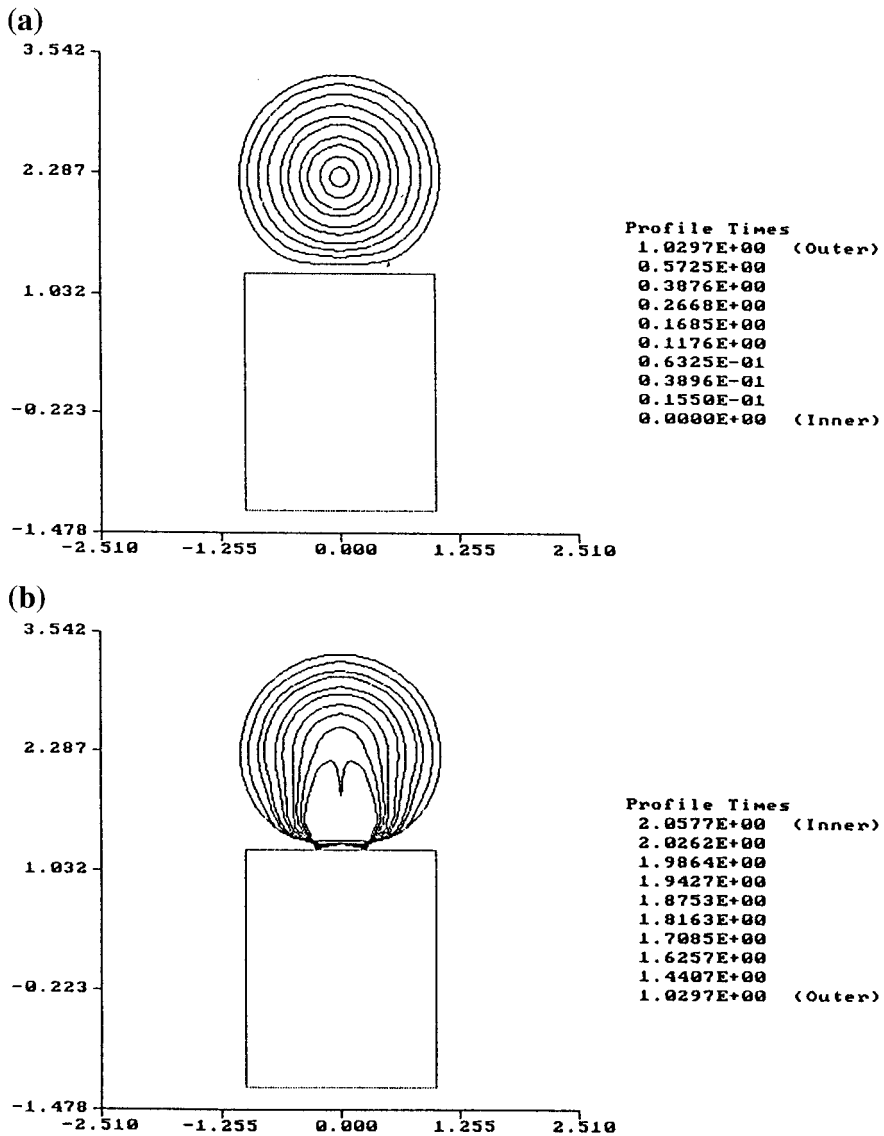 (a)
3.542
2.287
1.032
-0.223
-1.478
-2.510 -1.255 0.000 1.255 2.510
Profile Times
1.0297E+00 (Outer)
0.5725E+00
0.3876E+00
0.2668E+00
0.1685E+00
0.1176E+00
0.6325E-01
0.3896E-01
0.1550E-01
0.0000E+00 (Inner)
(b)
3.542
2.287
1.032
-0.223
-1.478
-2.510 -1.255 0.000 1.255 2.510
Profile Times
2.0577E+00 (Inner)
2.0262E+00
1.9864E+00
1.9427E+00
1.8753E+00
1.8163E+00
1.7085E+00
1.6257E+00
1.4407E+00
1.0297E+00 (Outer)